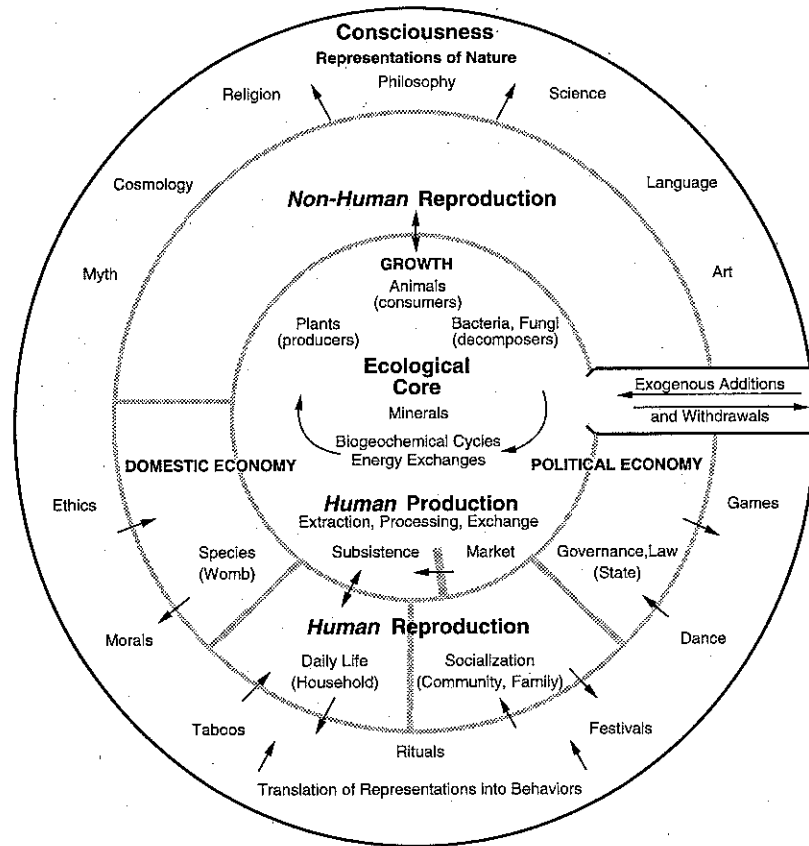 Consciousness
Representations of Nature
Philosophy
Religion
Science
Cosmology
Language
Non-Human Reproduction
Myth
Art
GROWTH
Animals
(consumers)
Plants
(producers)
Bacteria, Fungi
(decomposers)
Ecological
Core
Minerals
Exogenous Additions
and Withdrawals
Biogeochemical Cycles
Energy Exchanges
DOMESTIC ECONOMY
POLITICAL ECONOMY
Ethics
Games
Human Production
Extraction, Processing, Exchange
Species
(Womb)
Subsistence
Market
Governance,Law
(State)
Morals
Dance
Human Reproduction
Daily Life
(Household)
Socialization
(Community, Family)
Taboos
Festivals
Rituals
Translation of Representations into Behaviors